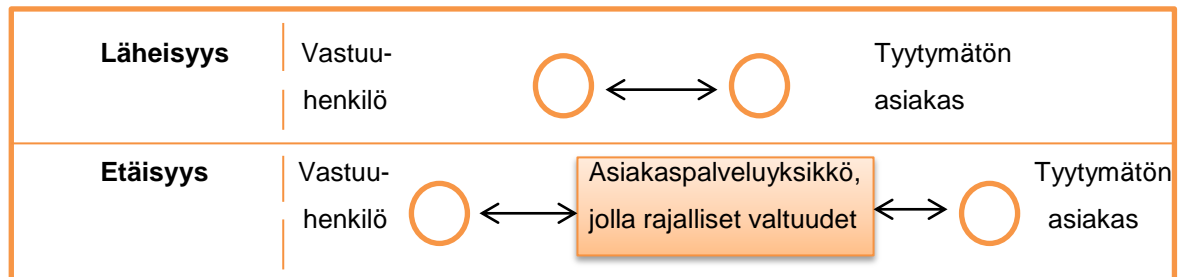 Läheisyys Vastuu- Tyytymätön
henkilö asiakas
Etäisyys Vastuu- Asiakaspalveluyksikkö, Tyytymätön
henkilö jolla rajalliset valtuudet asiakas